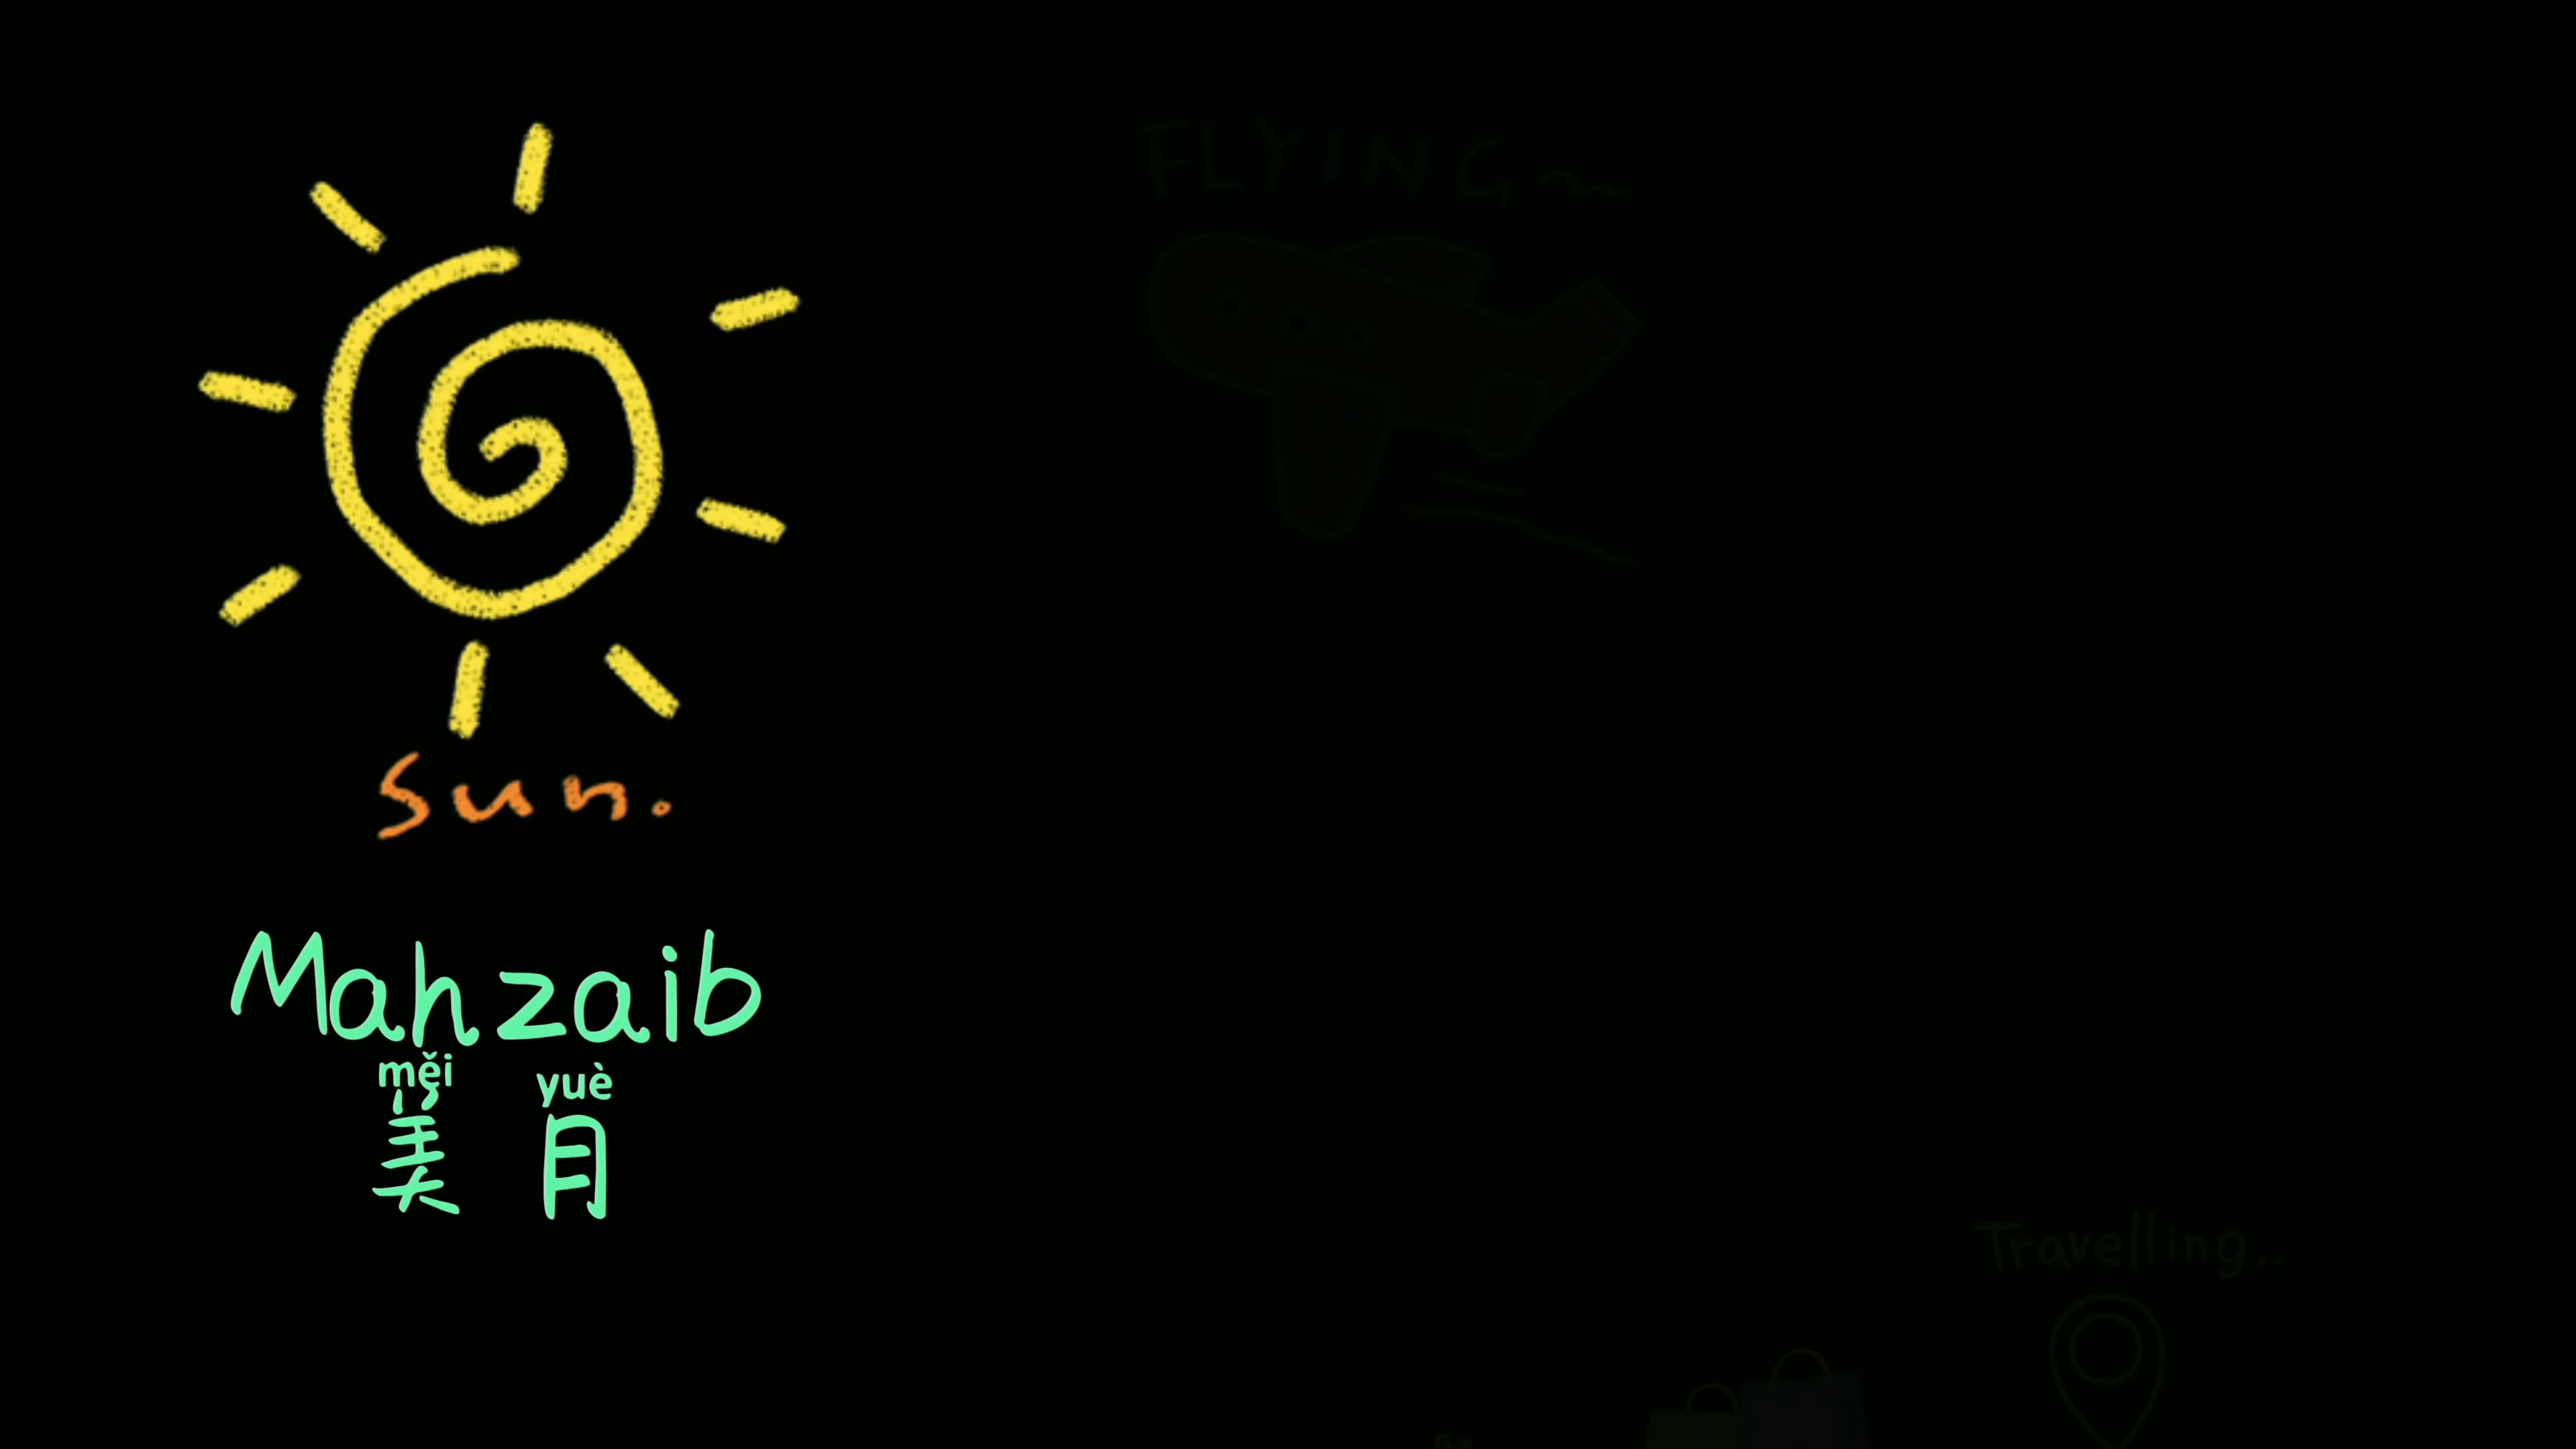 FLYING~
Sun.
Mahzaib
měi yuè
美 月
Travelling..